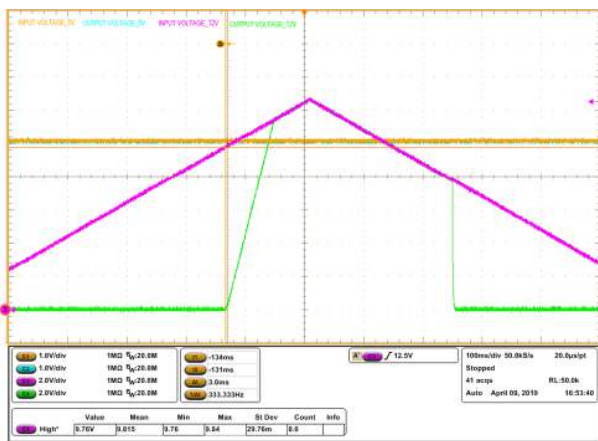 INPUT VOLTAGE_5V OUTPUT VOLTAGE_5V INPUT VOLTAGE_12V OUTPUT VOLTAGE_12V
1.0V/div 1MΩ 20.0M
1.0V/div 1MΩ 20.0M
2.0V/div 1MΩ 20.0M
2.0V/div 1MΩ 20.0M
-134ms
-131ms
3.0ms
333.333Hz
A' 12.5V
100ms/div 50.0kS/s 20.0µs/pt
Stopped
41 acqs RL:50.0k
Auto April 09, 2019 16:53:40
Value Mean Min Max St Dev Count Info
High* 9.76V 9.815 9.76 9.84 29.76m 8.0